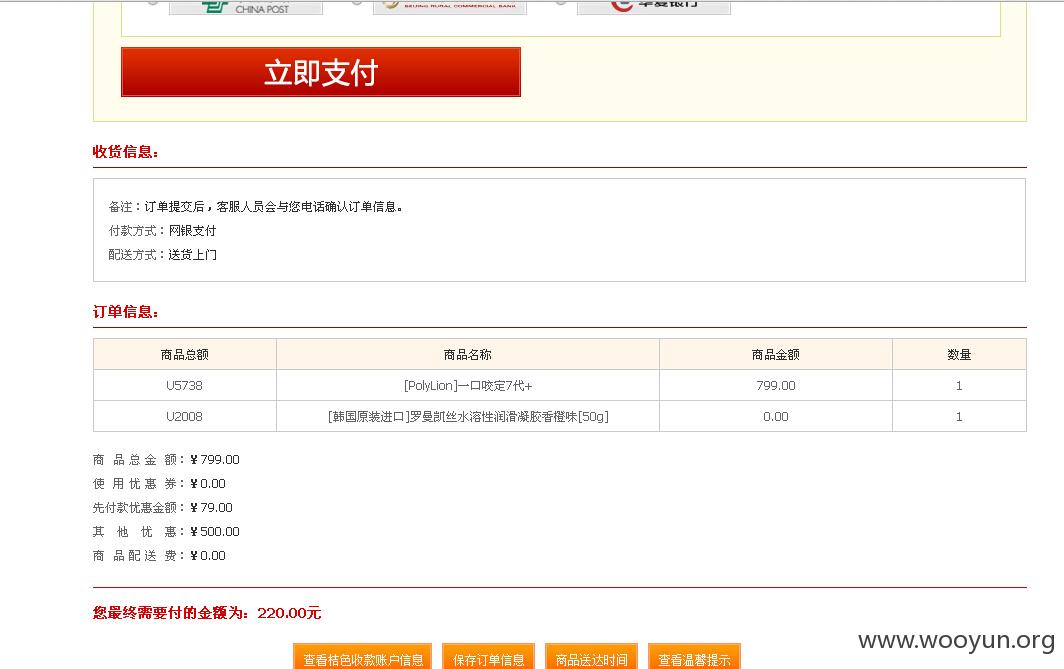 CHINA POST
BEIJING RURAL COMMERCIAL BANK
华夏银行
立即支付
收货信息：
备注：订单提交后，客服人员会与您电话确认订单信息。
付款方式：网银支付
配送方式：送货上门
订单信息：
商品总额 商品名称 商品金额 数量
U5738 [PolyLion]一口咬定7代+ 799.00 1
U2008 [韩国原装进口]罗曼凯丝水溶性润滑凝胶香橙味[50g] 0.00 1
商品总金额：￥799.00
使用优惠券：￥0.00
先付款优惠金额：￥79.00
其他优惠：￥500.00
商品配送费：￥0.00
您最终需要付的金额为：220.00元
查看桔色收款账户信息 保存订单信息 商品送达时间 查看温馨提示
www.wooyun.org